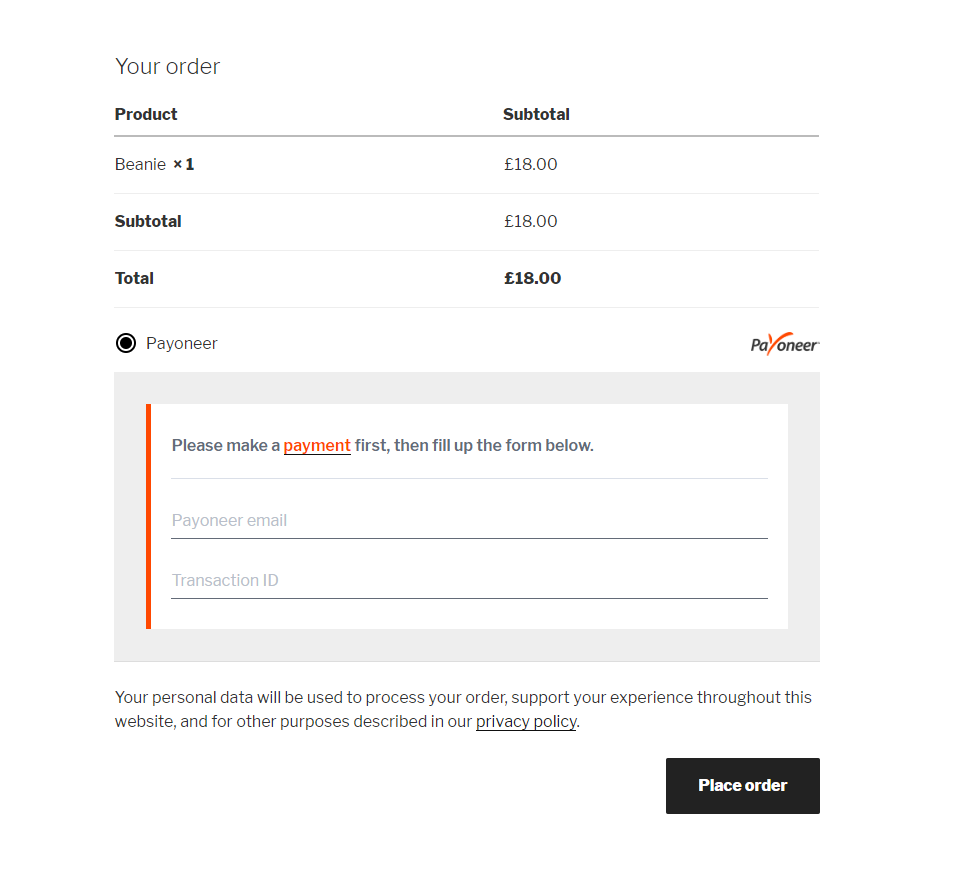 Your order
Product Subtotal
Beanie × 1 £18.00
Subtotal £18.00
Total £18.00
Payoneer Payoneer
Please make a payment first, then fill up the form below.
Payoneer email
Transaction ID
Your personal data will be used to process your order, support your experience throughout this
website, and for other purposes described in our privacy policy.
Place order